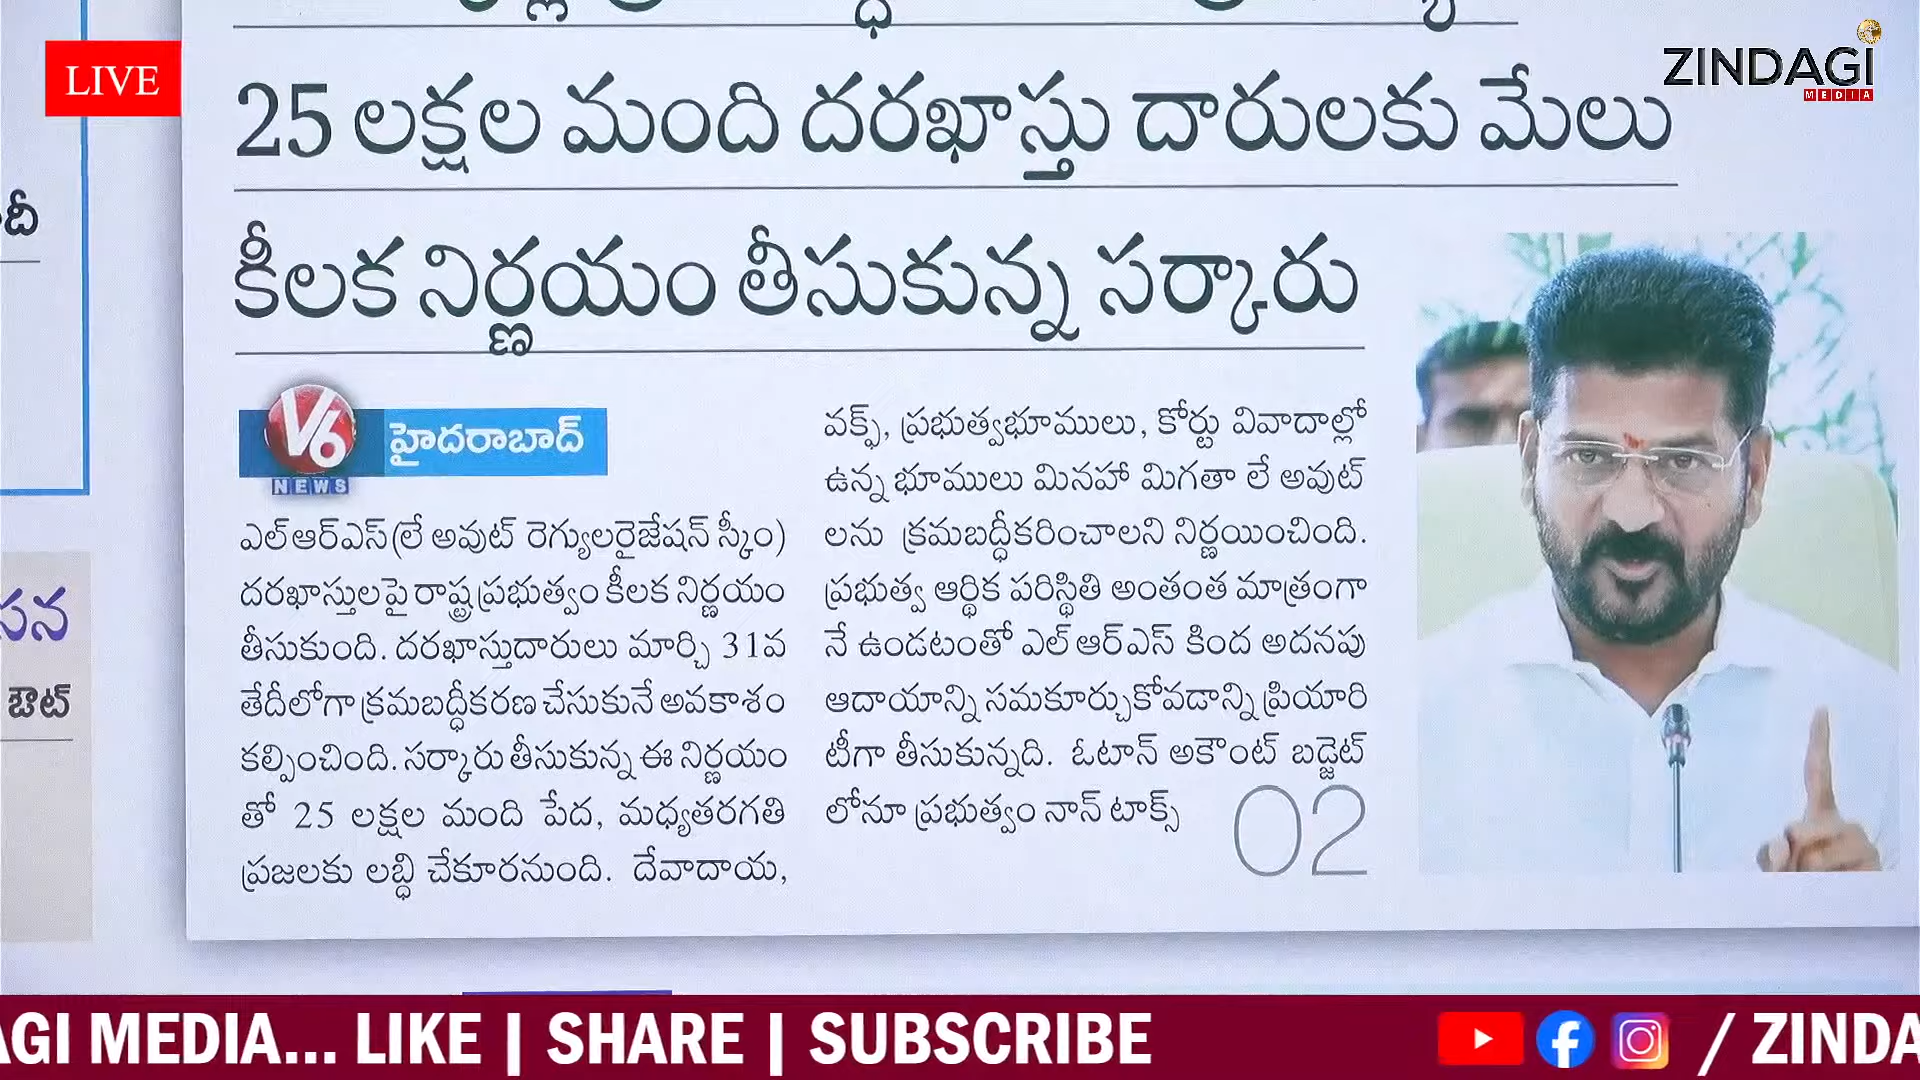 LIVE
ZINDAGI
MEDIA
25 లక్షల మంది దరఖాస్తు దారులకు మేలు
కీలక నిర్ణయం తీసుకున్న సర్కారు
V6
NEWS
హైదరాబాద్
ఎల్ఆర్ఎస్(లే అవుట్ రెగ్యులరైజేషన్ స్కీం)
దరఖాస్తులపై రాష్ట్ర ప్రభుత్వం కీలక నిర్ణయం
తీసుకుంది. దరఖాస్తుదారులు మార్చి 31వ
తేదీలోగా క్రమబద్ధీకరణ చేసుకునే అవకాశం
కల్పించింది. సర్కారు తీసుకున్న ఈ నిర్ణయం
తో 25 లక్షల మంది పేద, మధ్యతరగతి
ప్రజలకు లబ్ధి చేకూరనుంది. దేవాదాయ,
వక్ఫ్, ప్రభుత్వభూములు, కోర్టు వివాదాల్లో
ఉన్న భూములు మినహా మిగతా లే అవుట్
లను క్రమబద్ధీకరించాలని నిర్ణయించింది.
ప్రభుత్వ ఆర్థిక పరిస్థితి అంతంత మాత్రంగా
నే ఉండటంతో ఎల్ఆర్ఎస్ కింద అదనపు
ఆదాయాన్ని సమకూర్చుకోవడాన్ని ప్రియారి
టీగా తీసుకున్నది. ఓటాన్ అకౌంట్ బడ్జెట్
లోనూ ప్రభుత్వం నాన్ టాక్స్
02
సన
ఔట్
AGI MEDIA... LIKE | SHARE | SUBSCRIBE
/ ZINDA